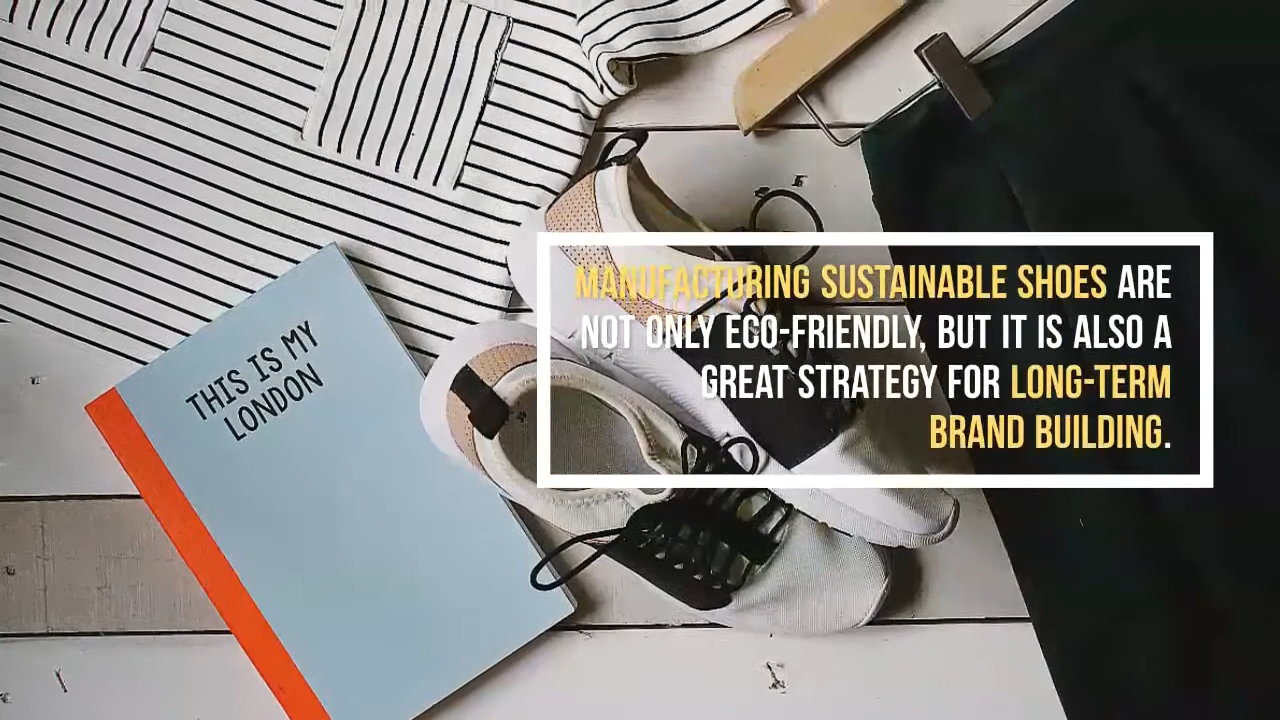 THIS IS MY
LONDON
MANUFACTURING SUSTAINABLE SHOES ARE
NOT ONLY ECO-FRIENDLY, BUT IT IS ALSO A
GREAT STRATEGY FOR LONG-TERM
BRAND BUILDING.